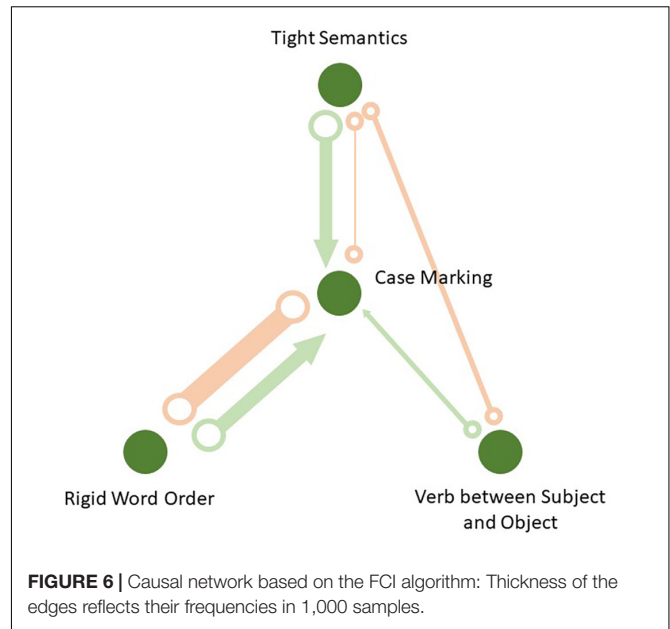 Tight Semantics
Case Marking
Rigid Word Order
Verb between Subject
and Object
FIGURE 6 | Causal network based on the FCI algorithm: Thickness of the
edges reflects their frequencies in 1,000 samples.